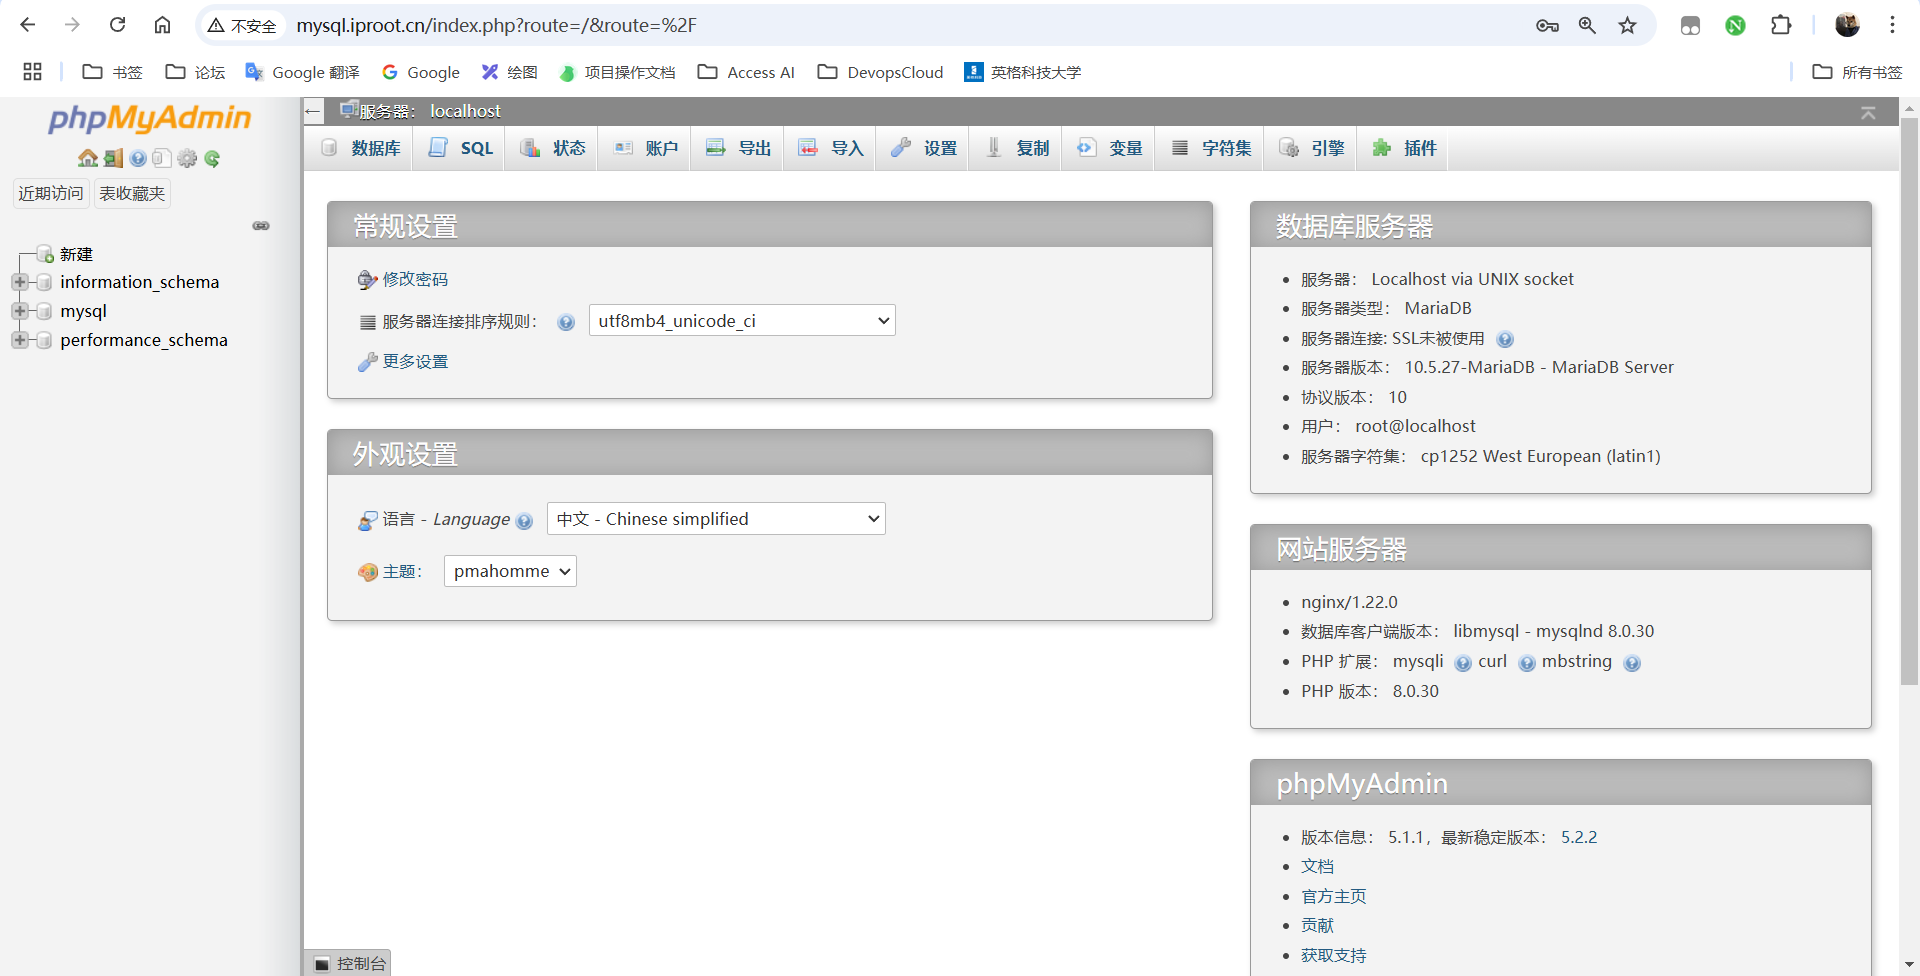 不安全 mysql.iproot.cn/index.php?route=/&route=%2F
书签 论坛 Google 翻译 Google 绘图 项目操作文档 Access AI DevopsCloud 英格科技大学 所有书签
phpMyAdmin
近期访问 表收藏夹
新建
information_schema
mysql
performance_schema
服务器： localhost
数据库 SQL 状态 账户 导出 导入 设置 复制 变量 字符集 引擎 插件
常规设置
修改密码
服务器连接排序规则： utf8mb4_unicode_ci
更多设置
外观设置
语言 - Language 中文 - Chinese simplified
主题： pmahomme
数据库服务器
服务器： Localhost via UNIX socket
服务器类型： MariaDB
服务器连接: SSL未被使用
服务器版本： 10.5.27-MariaDB - MariaDB Server
协议版本： 10
用户： root@localhost
服务器字符集： cp1252 West European (latin1)
网站服务器
nginx/1.22.0
数据库客户端版本： libmysql - mysqlnd 8.0.30
PHP 扩展： mysqli curl mbstring
PHP 版本： 8.0.30
phpMyAdmin
版本信息： 5.1.1，最新稳定版本： 5.2.2
文档
官方主页
贡献
获取支持
控制台